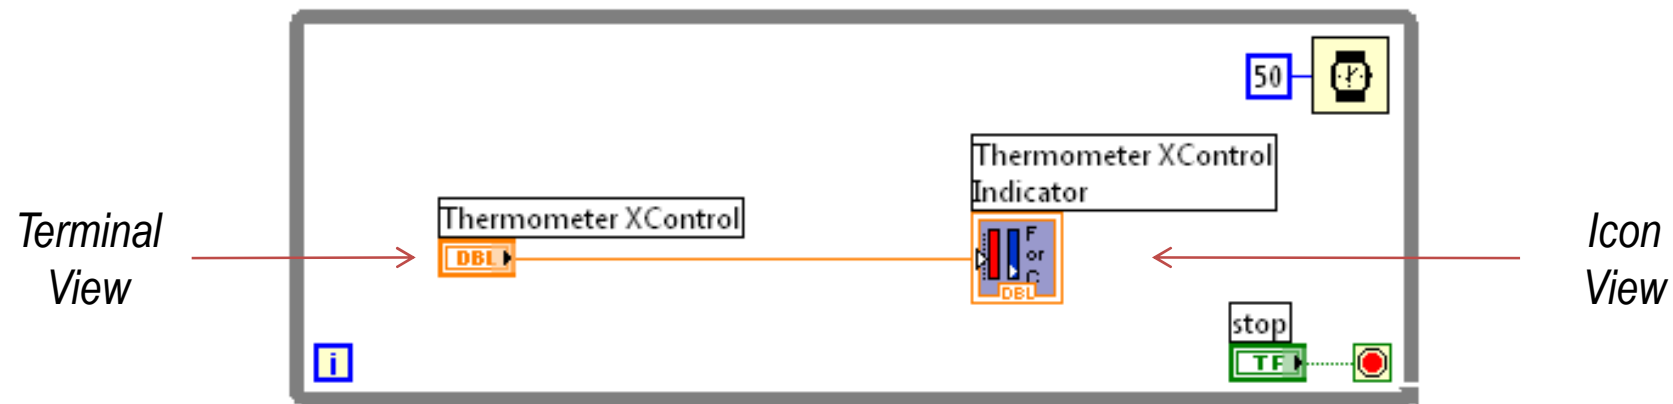 50
Thermometer XControl
Indicator
Thermometer XControl
DBL
F
or
C
DBL
Terminal
View
Icon
View
stop
TF
i